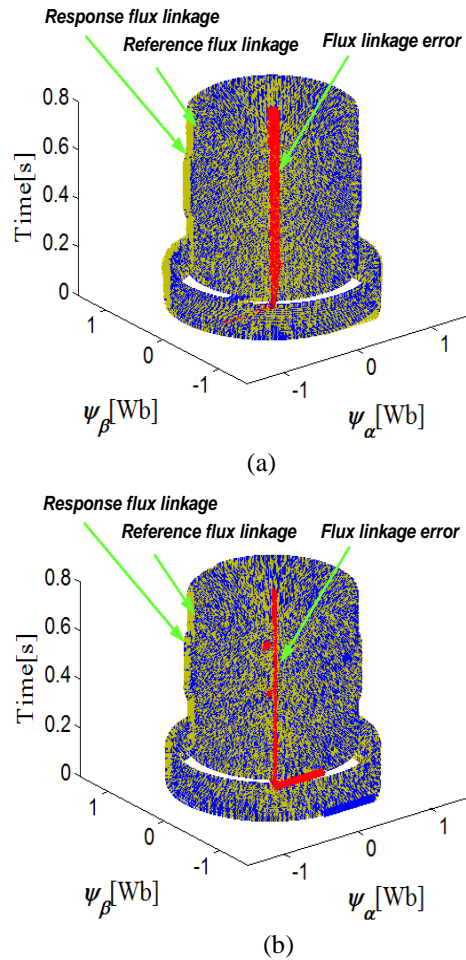 Response flux linkage
Reference flux linkage
Flux linkage error
0.8
0.6
0.4
0.2
0
Time[s]
1
0
-1
-1
0
1
ψβ[Wb]
ψα[Wb]
(a)
Response flux linkage
Reference flux linkage
Flux linkage error
0.8
0.6
0.4
0.2
0
Time[s]
1
0
-1
-1
0
1
ψβ[Wb]
ψα[Wb]
(b)